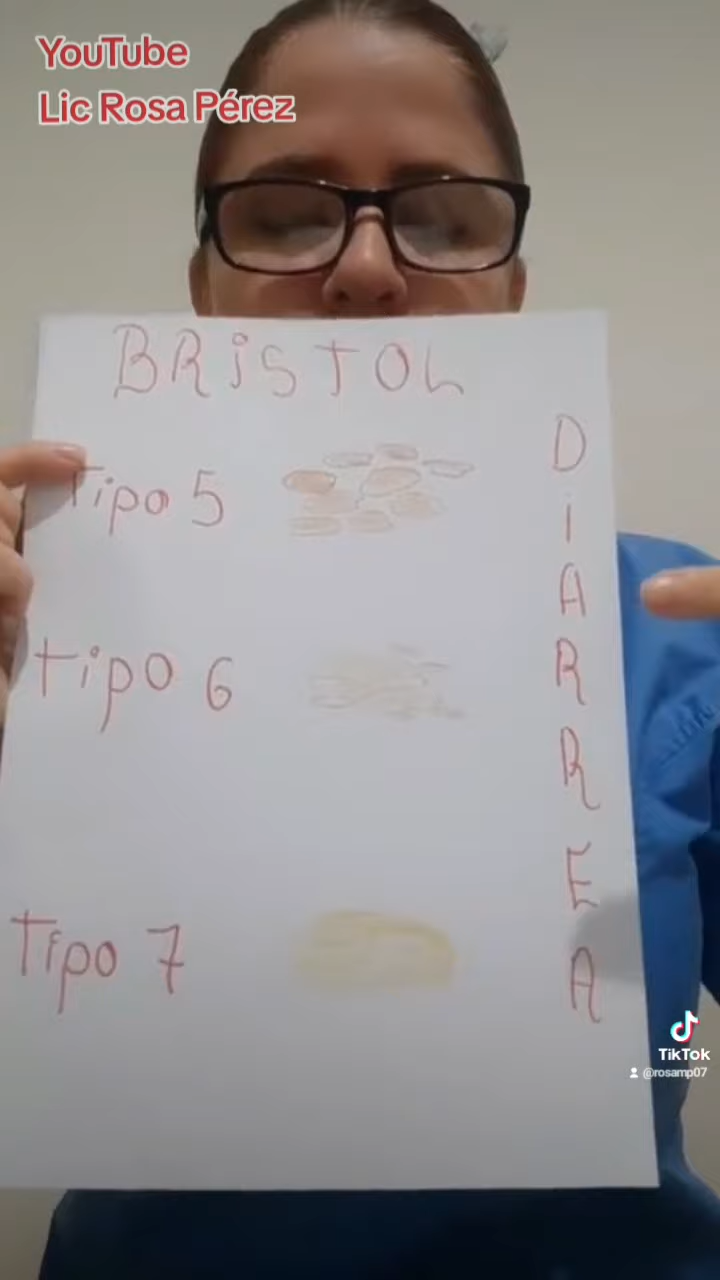 YouTube
Lic Rosa Pérez
BRiSTOL
Tipo 5
tipo 6
Tipo 7
DiARREA
TikTok
@rosamp07